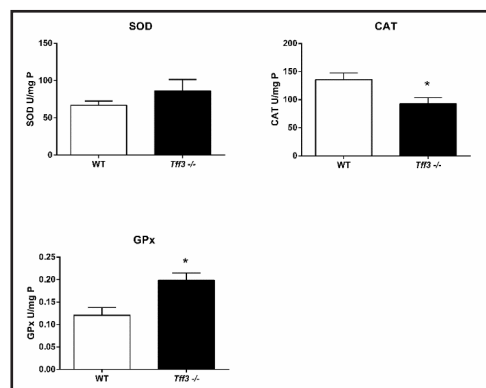 SOD
SOD U/mg P
150
100
50
0
WT
Tff3 -/-
CAT
CAT U/mg P
200
150
100
50
0
*
WT
Tff3 -/-
GPx
GPx U/mg P
0.25
0.20
0.15
0.10
0.05
0.00
*
WT
Tff3 -/-